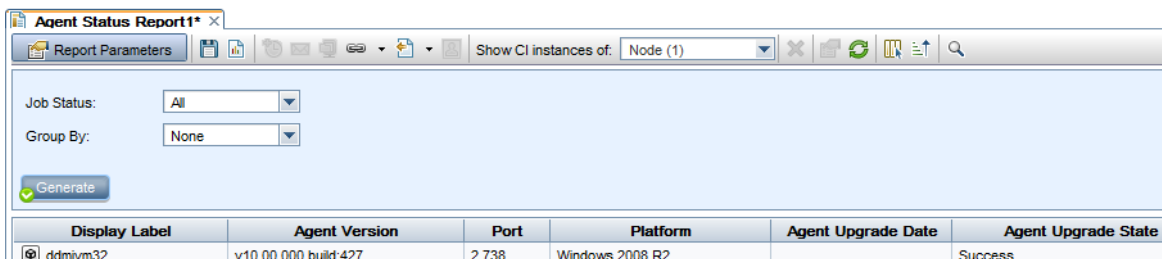 Agent Status Report1*
Report Parameters Show CI instances of: Node (1)
Job Status: All
Group By: None
Generate
Display Label Agent Version Port Platform Agent Upgrade Date Agent Upgrade State
ddmivm32 v10.00.000 build:427 2,738 Windows 2008 R2 Success